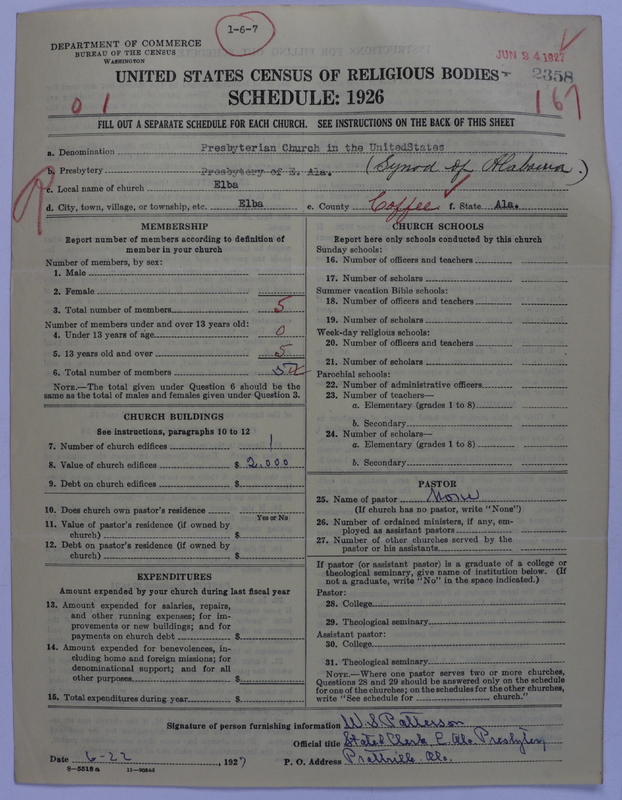 1-6-7
DEPARTMENT OF COMMERCE
BUREAU OF THE CENSUS
WASHINGTON
JUN 24 1927
2358
UNITED STATES CENSUS OF RELIGIOUS BODIES
SCHEDULE: 1926
0 1
167
FILL OUT A SEPARATE SCHEDULE FOR EACH CHURCH. SEE INSTRUCTIONS ON THE BACK OF THIS SHEET
a. Denomination Presbyterian Church in the UnitedStates
b. Presbytery Presbytery of E. Ala. (Synod of Alabama.)
c. Local name of church Elba
d. City, town, village, or township, etc. Elba e. County Coffee f. State Ala.
MEMBERSHIP
Report number of members according to definition of
member in your church
Number of members, by sex:
1. Male
2. Female
3. Total number of members 5
Number of members under and over 13 years old:
4. Under 13 years of age 0
5. 13 years old and over 5
6. Total number of members 5
NOTE.—The total given under Question 6 should be the
same as the total of males and females given under Question 3.
CHURCH BUILDINGS
See instructions, paragraphs 10 to 12
7. Number of church edifices 1
8. Value of church edifices $ 2,000
9. Debt on church edifices $
10. Does church own pastor's residence
Yes or No
11. Value of pastor's residence (if owned by
church) $
12. Debt on pastor's residence (if owned by
church) $
EXPENDITURES
Amount expended by your church during last fiscal year
13. Amount expended for salaries, repairs,
and other running expenses; for im-
provements or new buildings; and for
payments on church debt $
14. Amount expended for benevolences, in-
cluding home and foreign missions; for
denominational support; and for all
other purposes $
15. Total expenditures during year $
CHURCH SCHOOLS
Report here only schools conducted by this church
Sunday schools:
16. Number of officers and teachers
17. Number of scholars
Summer vacation Bible schools:
18. Number of officers and teachers
19. Number of scholars
Week-day religious schools:
20. Number of officers and teachers
21. Number of scholars
Parochial schools:
22. Number of administrative officers
23. Number of teachers—
a. Elementary (grades 1 to 8)
b. Secondary
24. Number of scholars—
a. Elementary (grades 1 to 8)
b. Secondary
PASTOR
25. Name of pastor None
(If church has no pastor, write "None")
26. Number of ordained ministers, if any, em-
ployed as assistant pastors
27. Number of other churches served by the
pastor or his assistants
If pastor (or assistant pastor) is a graduate of a college or
theological seminary, give name of institution below. (If
not a graduate, write "No" in the space indicated.)
Pastor:
28. College
29. Theological seminary
Assistant pastor:
30. College
31. Theological seminary
NOTE.—Where one pastor serves two or more churches,
Questions 28 and 29 should be answered only on the schedule
for one of the churches; on the schedules for the other churches,
write "See schedule for church."
Signature of person furnishing information W. S. Patterson
Official title Stated Clerk E. Ala. Presbytery
Date 6-22, 1927 P. O. Address Prattville Ala.
8-5518a